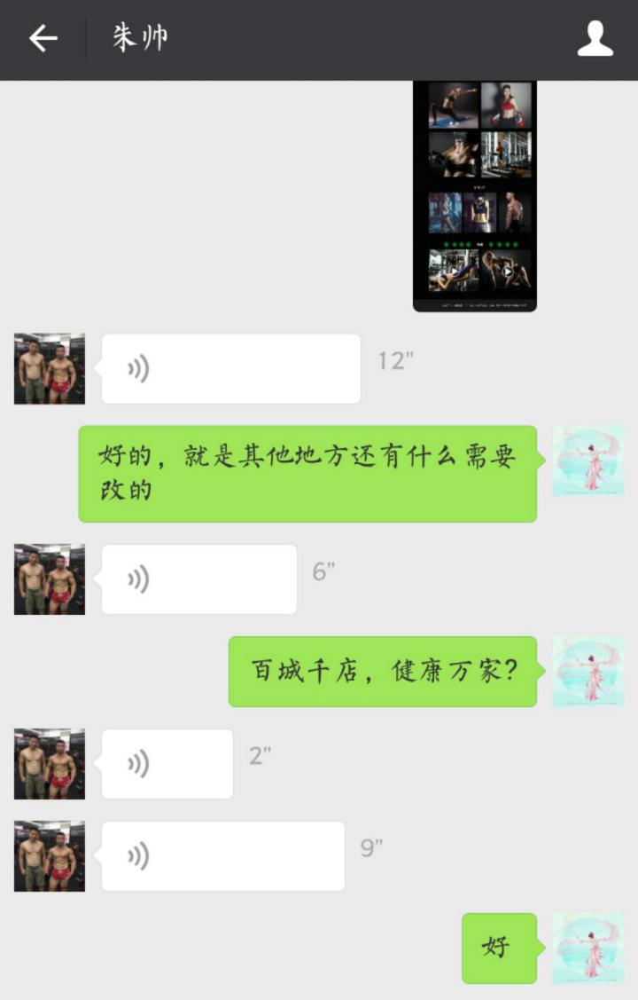 朱帅
12"
好的，就是其他地方还有什么需要
改的
6"
百城千店，健康万家?
2"
9"
好